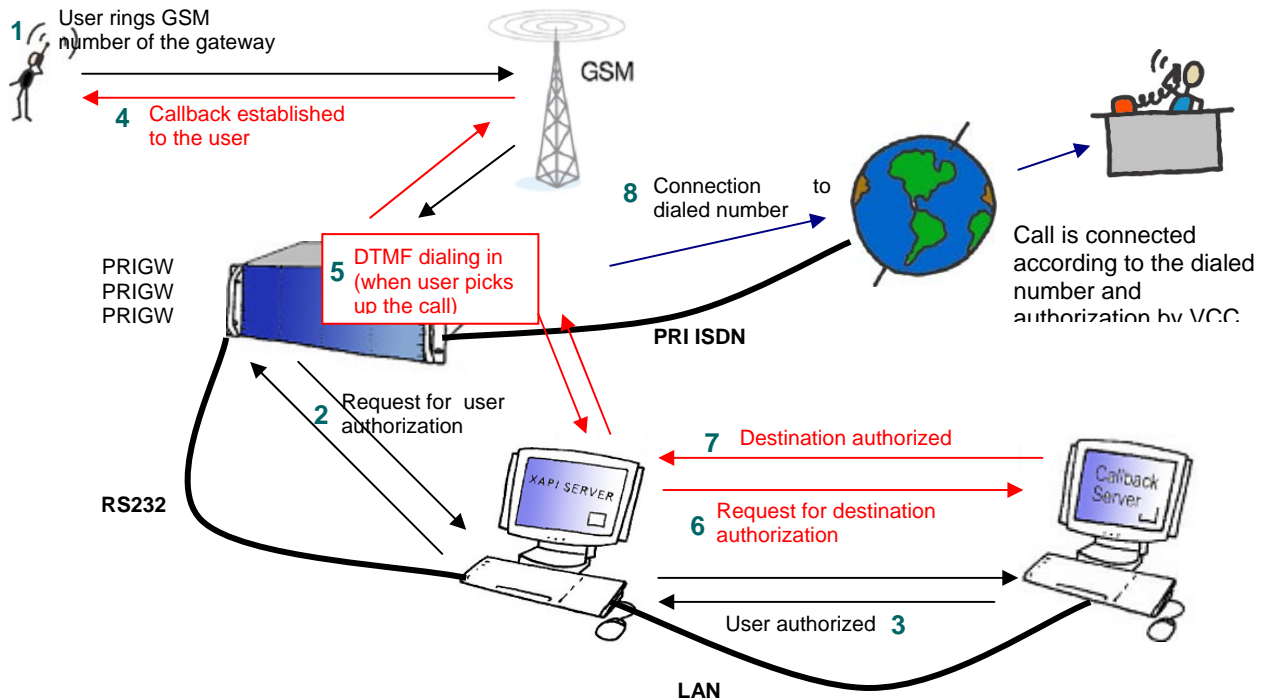 1
User rings GSM
number of the gateway
GSM
4 Callback established
to the user
8 Connection to
dialed number
5 DTMF dialing in
(when user picks
up the call)
PRIGW
PRIGW
PRIGW
Call is connected
according to the dialed
number and
authorization by VCC
PRI ISDN
2 Request for user
authorization
7 Destination authorized
XAPI SERVER
Callback
Server
RS232
6 Request for destination
authorization
User authorized 3
LAN